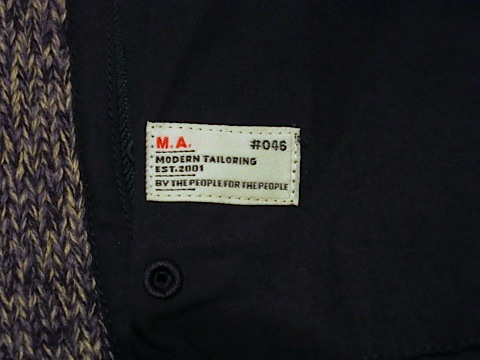 M.A. #046
MODERN TAILORING
EST.2001
BY THE PEOPLE FOR THE PEOPLE